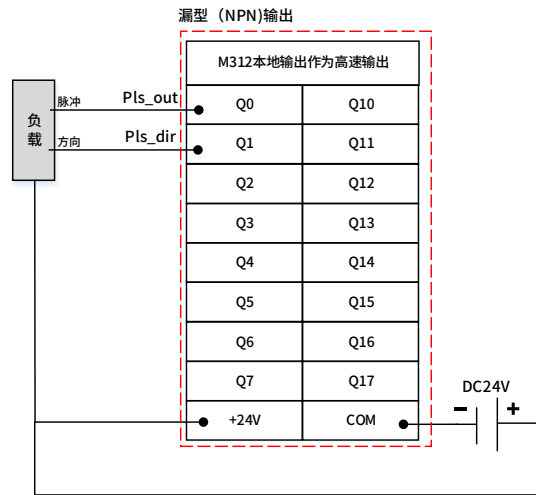 漏型（NPN)输出
M312本地输出作为高速输出
负载
脉冲 Pls_out
方向 Pls_dir
Q0 Q10
Q1 Q11
Q2 Q12
Q3 Q13
Q4 Q14
Q5 Q15
Q6 Q16
Q7 Q17
+24V COM
DC24V
− +